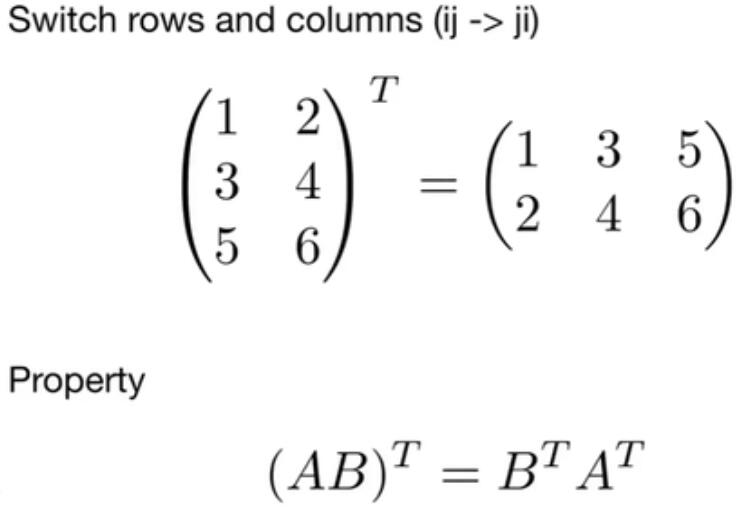 Switch rows and columns (ij -> ji)
1 2
3 4
5 6
T
=
1 3 5
2 4 6
Property
(AB)^T = B^T A^T